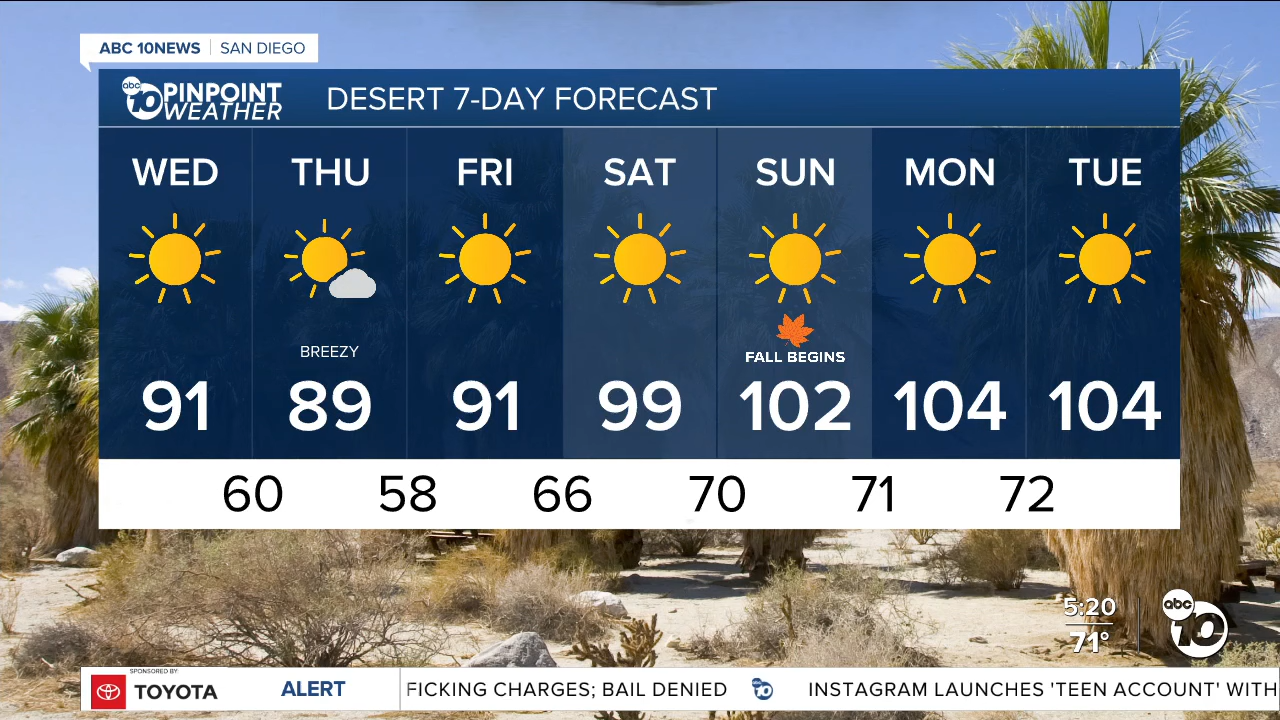 ABC 10NEWS | SAN DIEGO
abc 10 PINPOINT WEATHER
DESERT 7-DAY FORECAST
WED THU FRI SAT SUN MON TUE
BREEZY
FALL BEGINS
91 89 91 99 102 104 104
60 58 66 70 71 72
5:20
71°
abc 10
SPONSORED BY
TOYOTA
ALERT
FICKING CHARGES; BAIL DENIED abc 10 INSTAGRAM LAUNCHES 'TEEN ACCOUNT' WITH